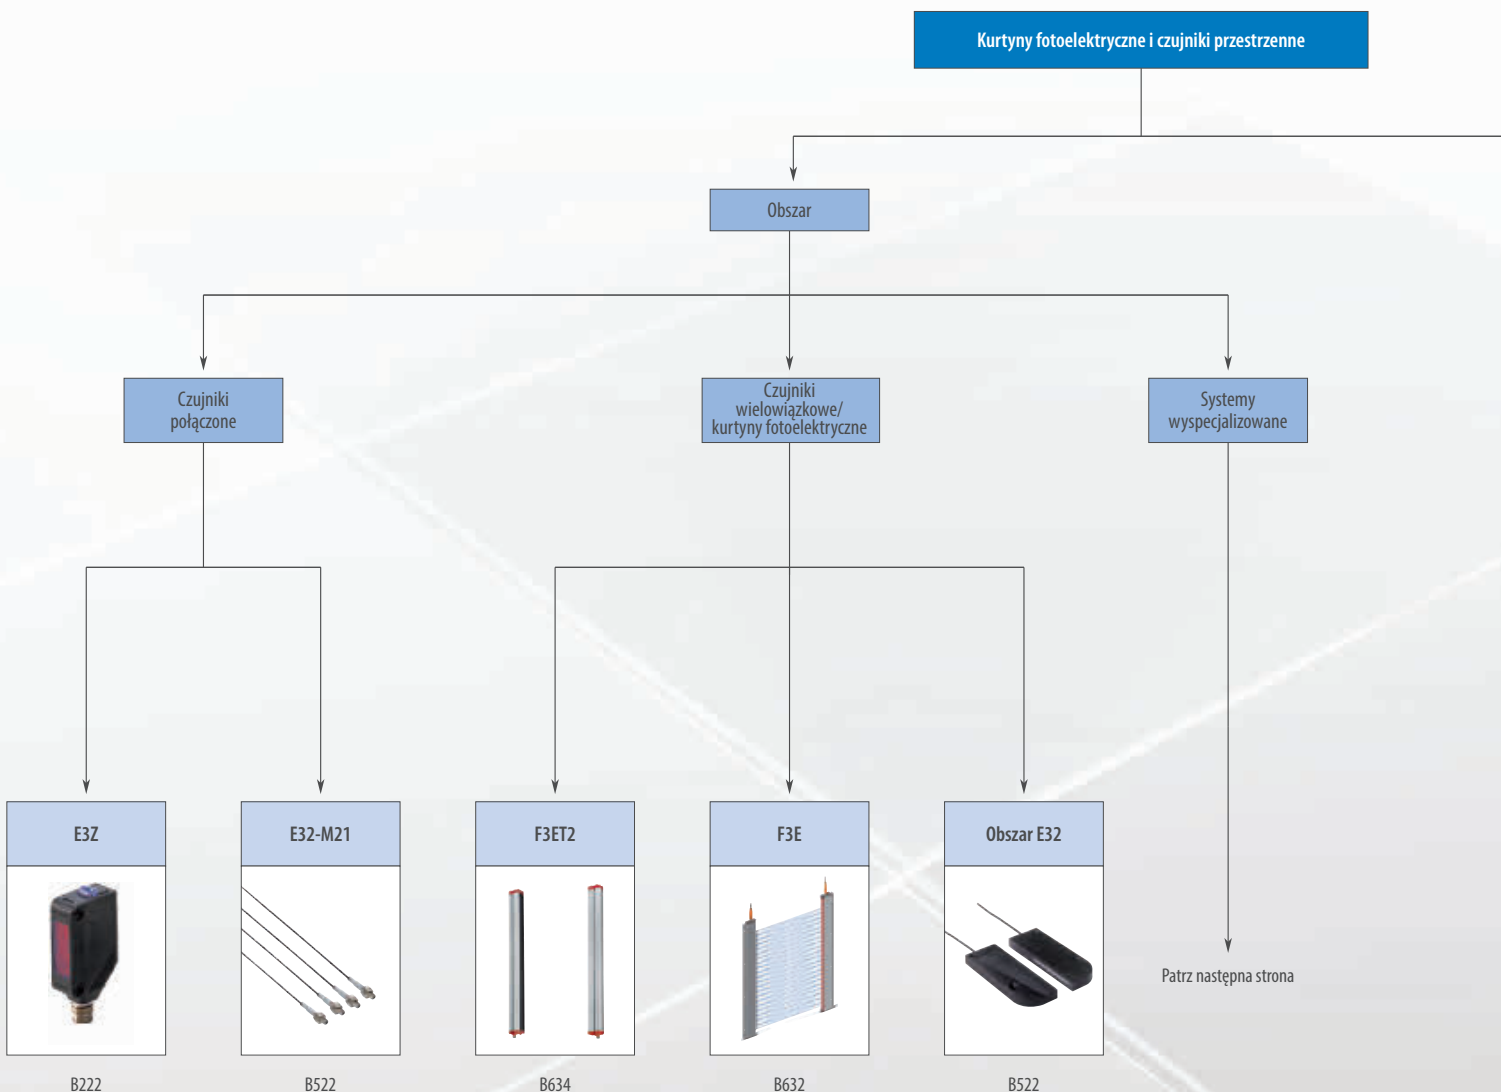 Kurtyny fotoelektryczne i czujniki przestrzenne
Obszar
Czujniki
połączone
Czujniki
wielowiązkowe/
kurtyny fotoelektryczne
Systemy
wyspecjalizowane
E3Z
E32-M21
F3ET2
F3E
Obszar E32
Patrz następna strona
B222
B522
B634
B632
B522